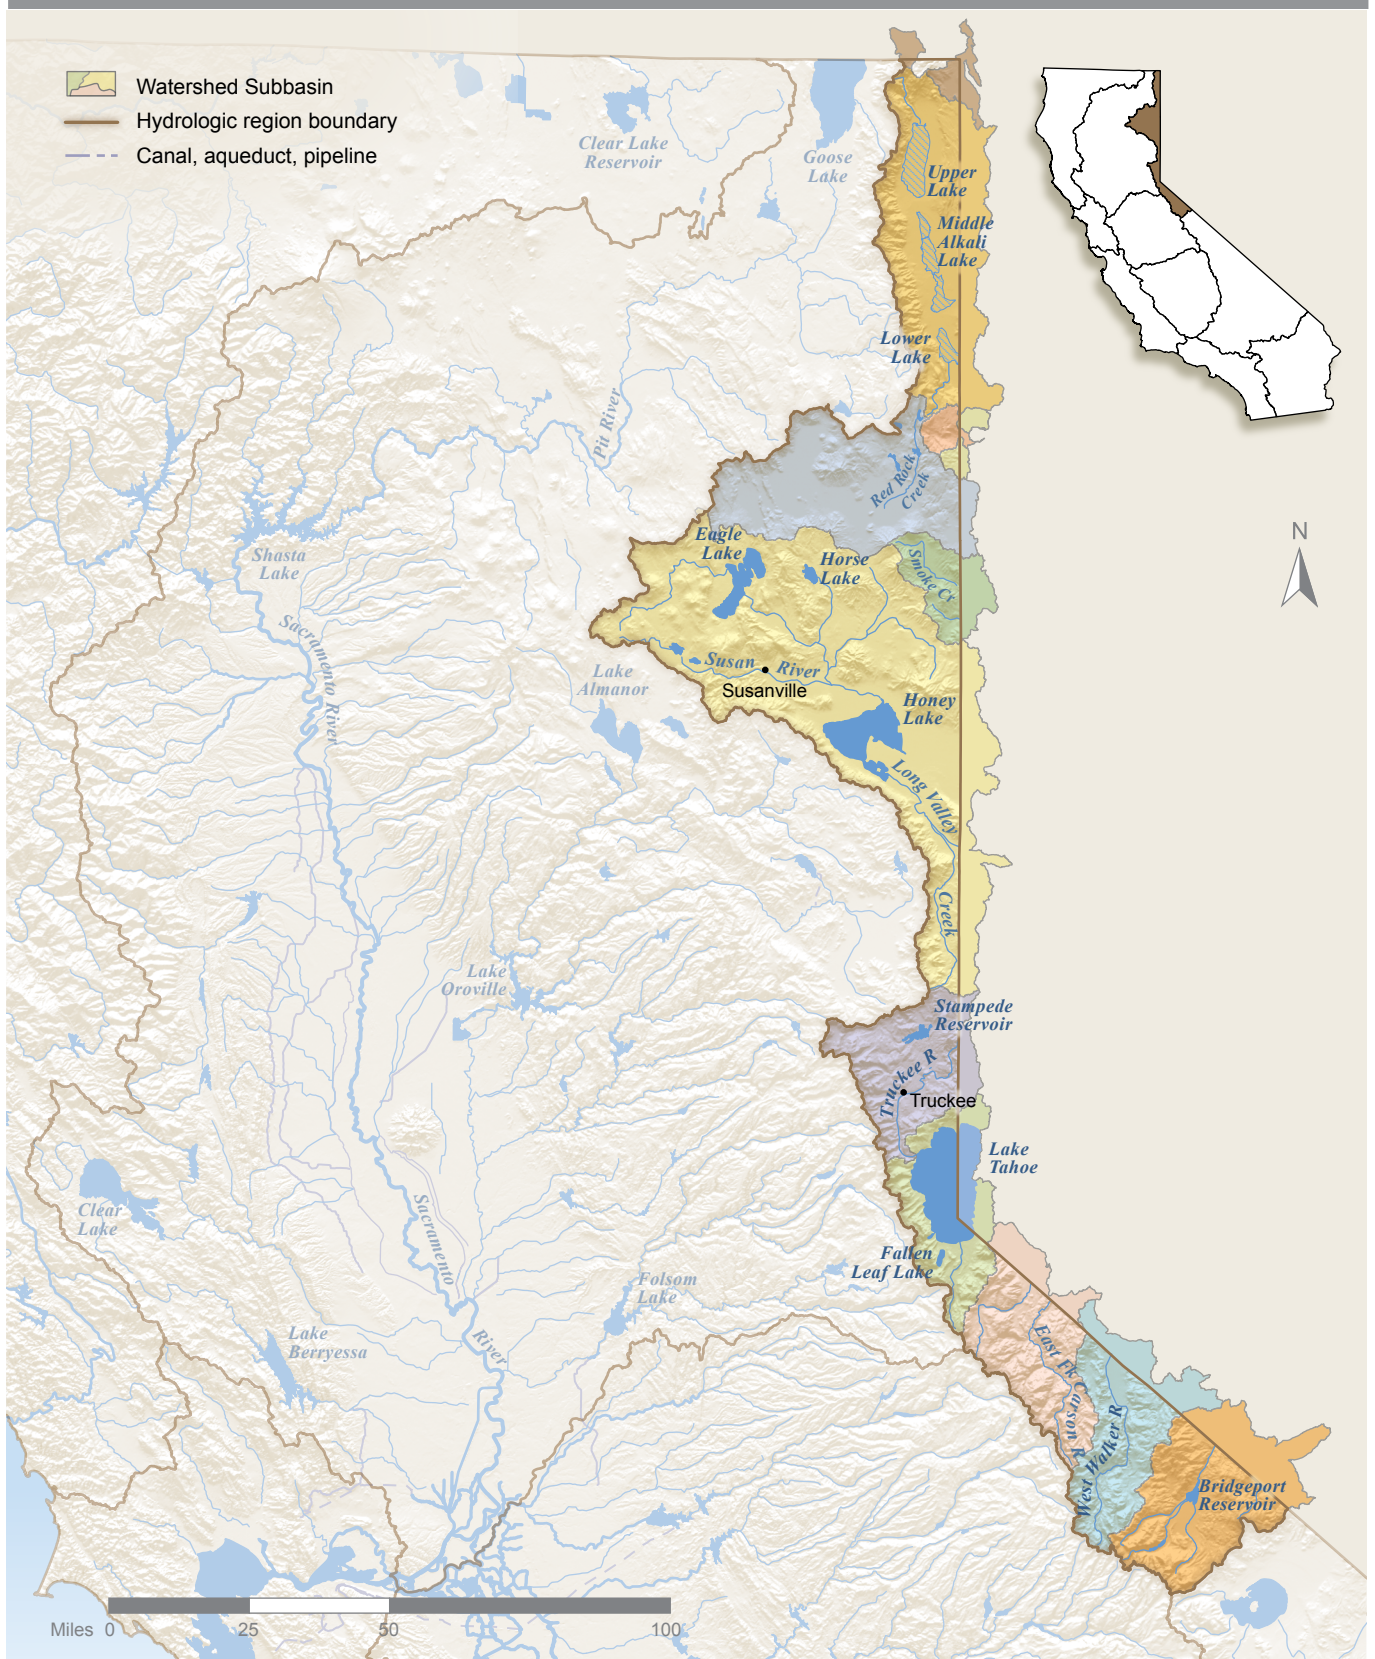 Watershed Subbasin
Hydrologic region boundary
Canal, aqueduct, pipeline
Clear Lake
Reservoir
Goose
Lake
Upper
Lake
Middle
Alkali
Lake
Lower
Lake
Pit River
Red Rock
Creek
N
Eagle
Lake
Horse
Lake
Smoke Cr
Shasta
Lake
Sacramento River
Lake
Almanor
Susan River
Susanville
Honey
Lake
Long Valley
Creek
Lake
Oroville
Stampede
Reservoir
Truckee R
Truckee
Lake
Tahoe
Clear
Lake
Sacramento
River
Fallen
Leaf Lake
Folsom
Lake
Lake
Berryessa
East Fk Carson R
West Walker R
Bridgeport
Reservoir
Miles 0 25 50 100